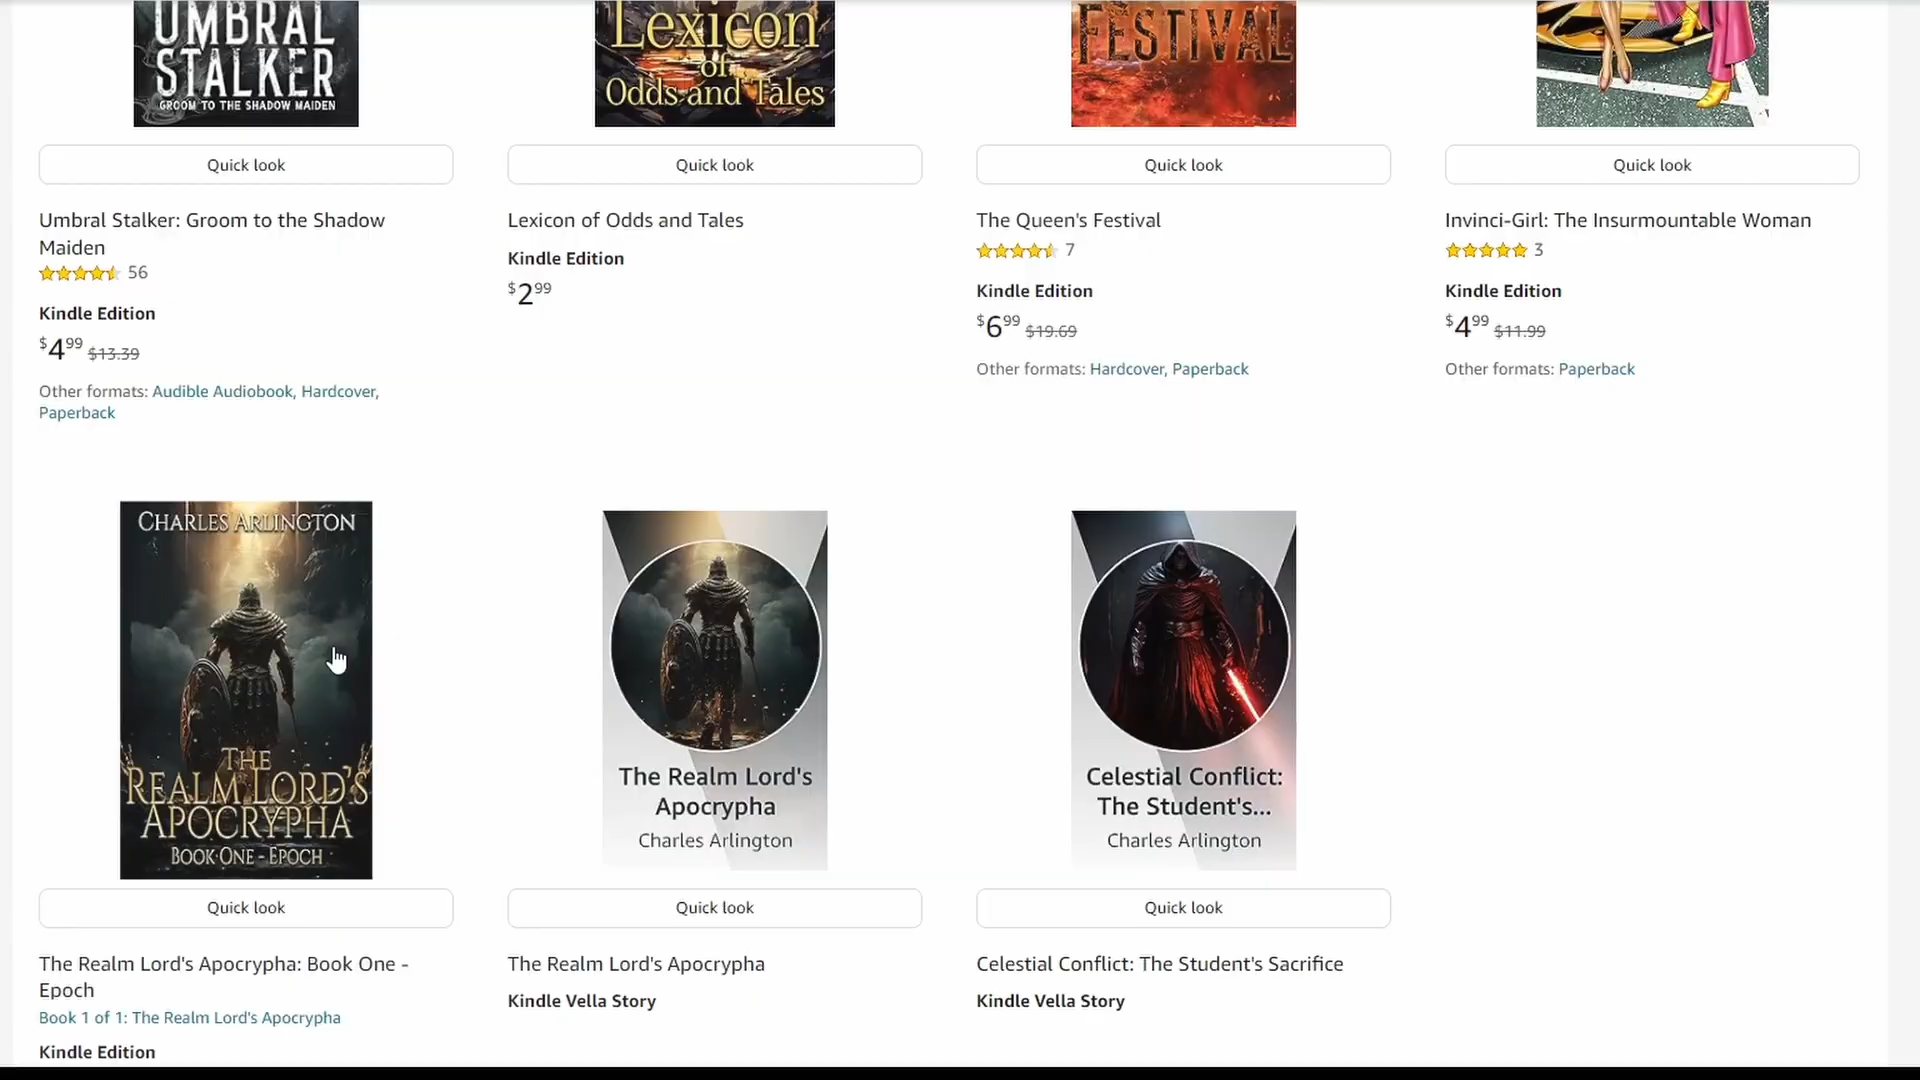 UMBRAL
STALKER
GROOM TO THE SHADOW MAIDEN
Lexicon
of
Odds and Tales
FESTIVAL
Quick look
Quick look
Quick look
Quick look
Umbral Stalker: Groom to the Shadow
Maiden
56
Kindle Edition
$4.99 $13.39
Other formats: Audible Audiobook, Hardcover,
Paperback
Lexicon of Odds and Tales
Kindle Edition
$2.99
The Queen's Festival
7
Kindle Edition
$6.99 $19.69
Other formats: Hardcover, Paperback
Invinci-Girl: The Insurmountable Woman
3
Kindle Edition
$4.99 $11.99
Other formats: Paperback
CHARLES ARLINGTON
THE
REALM LORD'S
APOCRYPHA
BOOK ONE - EPOCH
The Realm Lord's
Apocrypha
Charles Arlington
Celestial Conflict:
The Student's...
Charles Arlington
Quick look
Quick look
Quick look
The Realm Lord's Apocrypha: Book One -
Epoch
Book 1 of 1: The Realm Lord's Apocrypha
Kindle Edition
The Realm Lord's Apocrypha
Kindle Vella Story
Celestial Conflict: The Student's Sacrifice
Kindle Vella Story